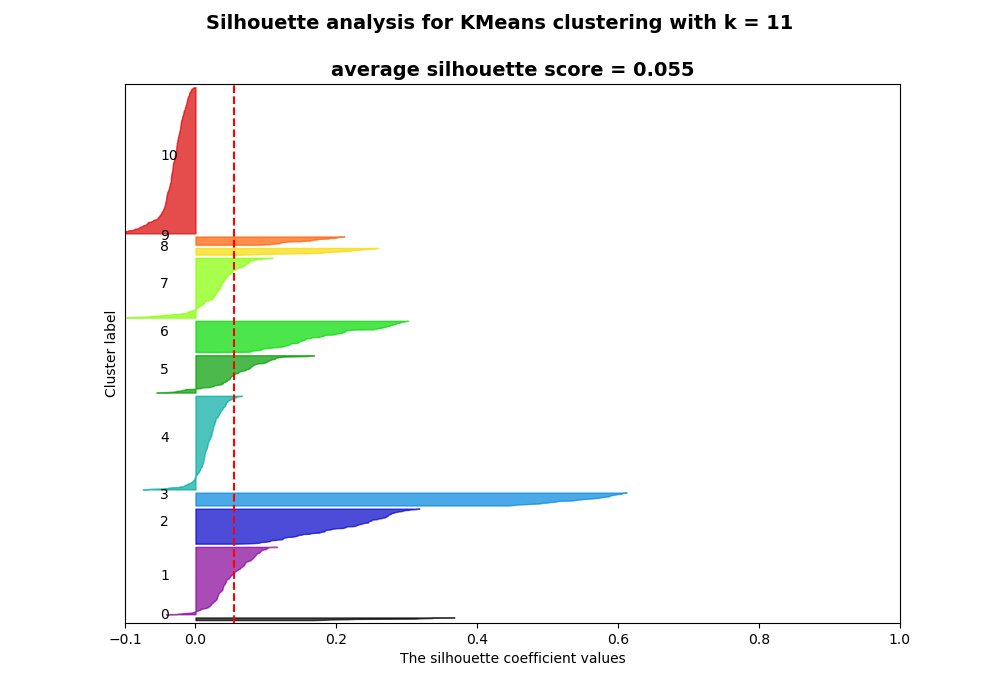 Silhouette analysis for KMeans clustering with k = 11
average silhouette score = 0.055
10
9
8
7
6
5
4
3
2
1
0
Cluster label
−0.1 0.0 0.2 0.4 0.6 0.8 1.0
The silhouette coefficient values